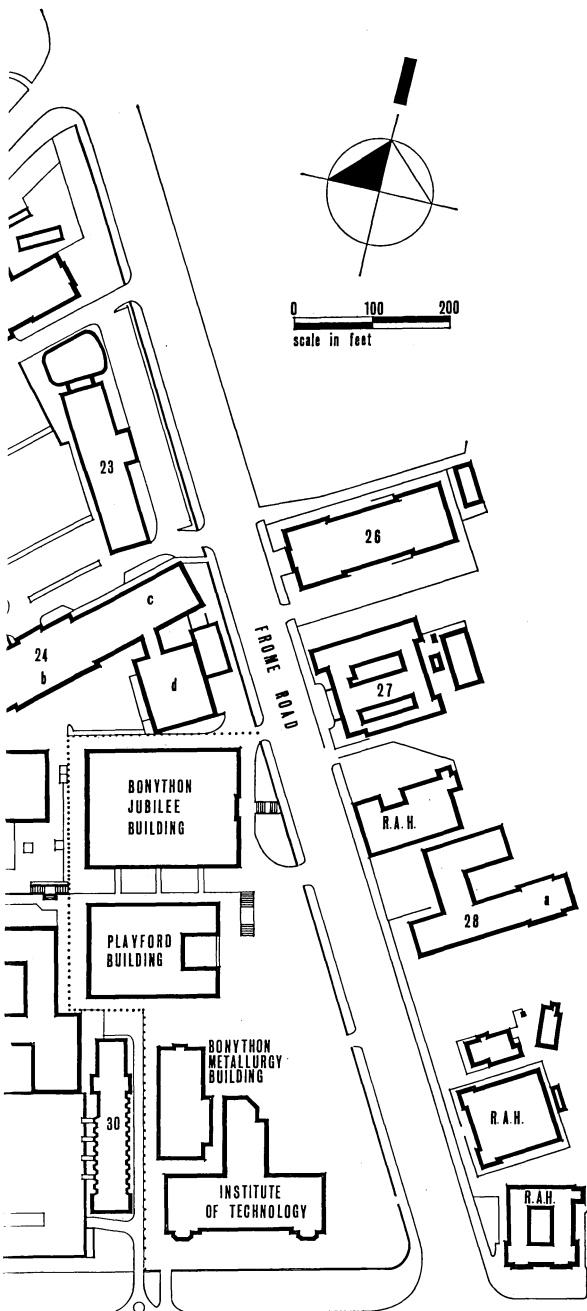 0 100 200
scale in feet
23
26
c
24
b
d
FROME ROAD
27
BONYTHON
JUBILEE
BUILDING
R.A.H.
a
28
PLAYFORD
BUILDING
BONYTHON
METALLURGY
BUILDING
30
R.A.H.
INSTITUTE
OF TECHNOLOGY
R.A.H.